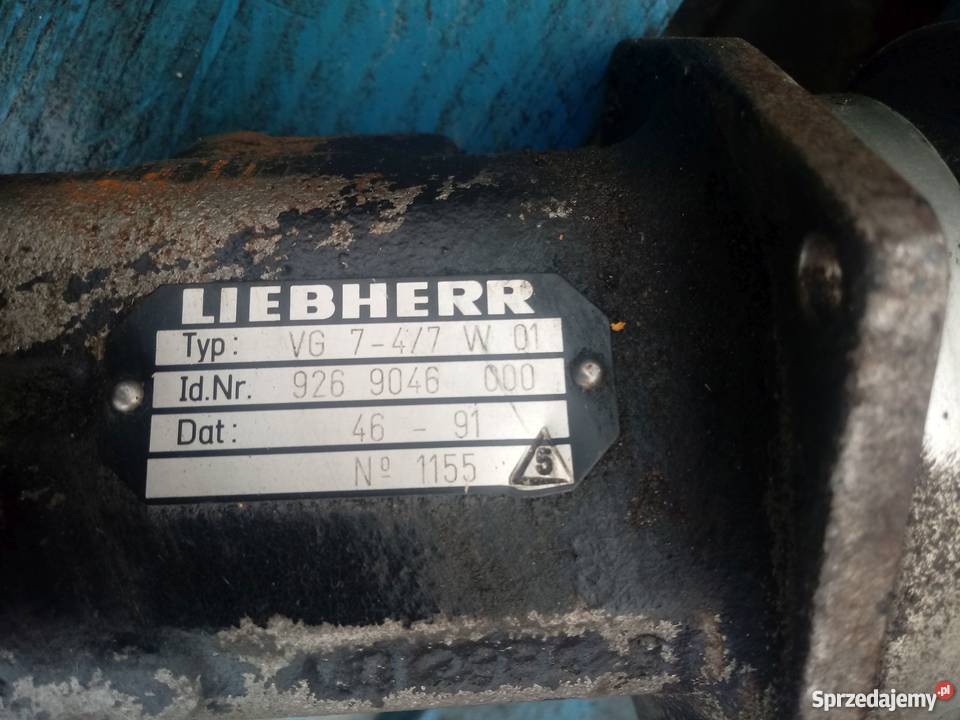 LIEBHERR
Typ: VG 7-4/7 W 01
Id.Nr. 926 9046 000
Dat: 46 - 91
Nº 1155 5
Sprzedajemy.pl